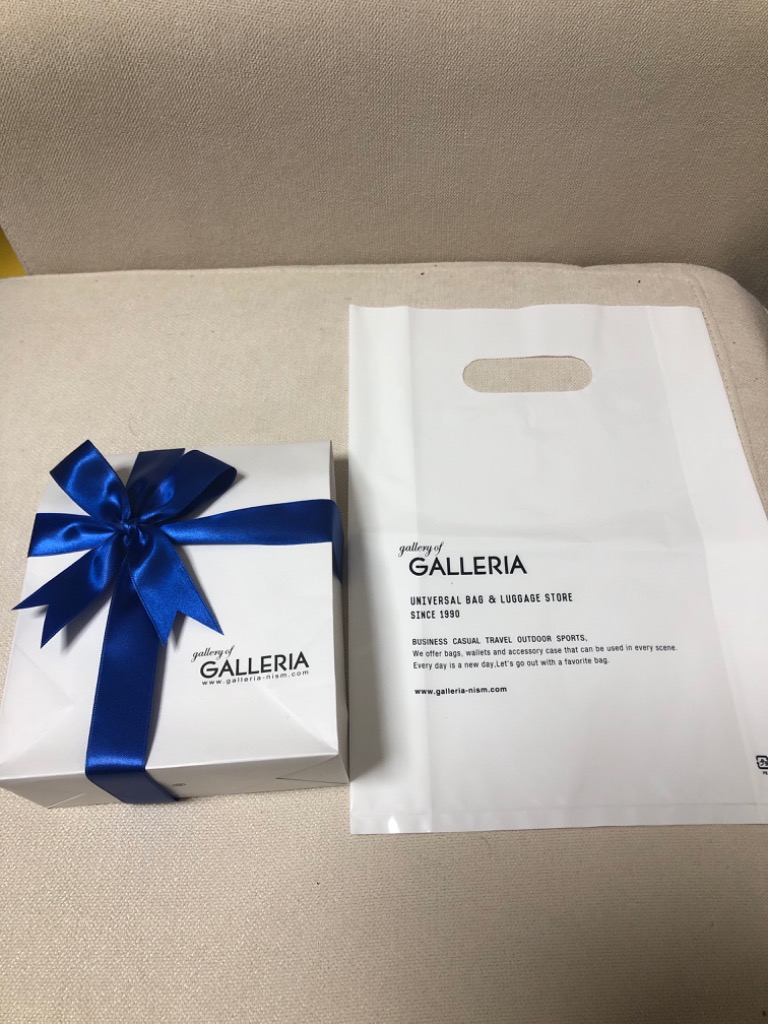 gallery of
GALLERIA
www.galleria-nism.com
gallery of
GALLERIA
UNIVERSAL BAG & LUGGAGE STORE
SINCE 1990
BUSINESS CASUAL TRAVEL OUTDOOR SPORTS,
We offer bags, wallets and accessory case that can be used in every scene.
Every day is a new day,Let's go out with a favorite bag.
www.galleria-nism.com